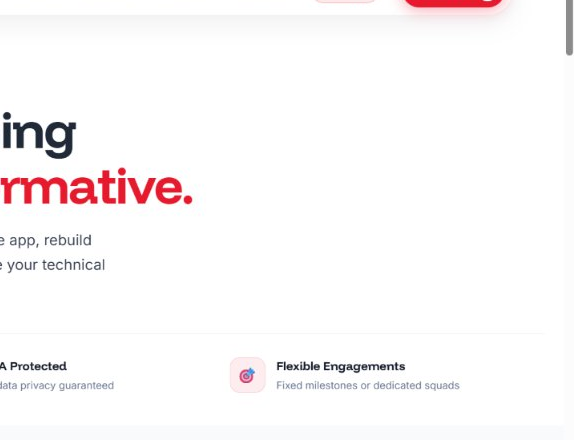 ing
rmative.
e app, rebuild
e your technical
A Protected
data privacy guaranteed
Flexible Engagements
Fixed milestones or dedicated squads